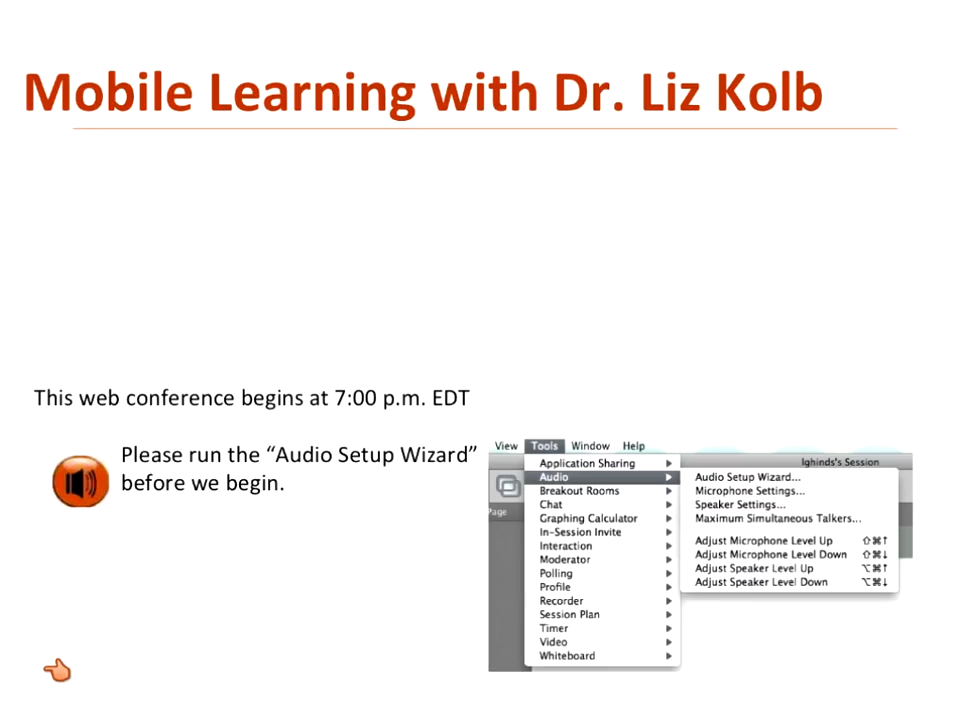 Mobile Learning with Dr. Liz Kolb
This web conference begins at 7:00 p.m. EDT
Please run the “Audio Setup Wizard”
before we begin.
View Tools Window Help
lghinds's Session
Page
Application Sharing
Audio
Breakout Rooms
Chat
Graphing Calculator
In-Session Invite
Interaction
Moderator
Polling
Profile
Recorder
Session Plan
Timer
Video
Whiteboard
Audio Setup Wizard...
Microphone Settings...
Speaker Settings...
Maximum Simultaneous Talkers...
Adjust Microphone Level Up ⇧⌘↑
Adjust Microphone Level Down ⇧⌘↓
Adjust Speaker Level Up ⌥⌘↑
Adjust Speaker Level Down ⌥⌘↓